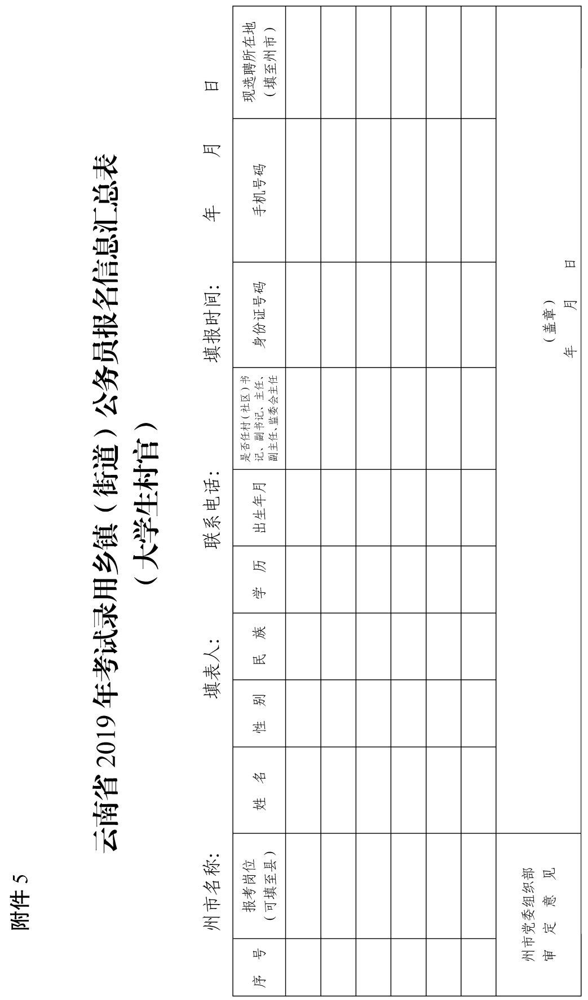 附件 5
云南省 2019 年考试录用乡镇（街道）公务员报名信息汇总表
（大学生村官）
州市名称： 填表人： 联系电话： 填报时间： 年 月 日
序 号
报考岗位
（可填至县）
姓 名
性 别
民 族
学 历
出生年月
是否任村（社区）书
记、副书记、主任、
副主任、监委会主任
身份证号码
手机号码
现选聘所在地
（填至州市）
州市党委组织部
审 定 意 见
（盖章）
年 月 日